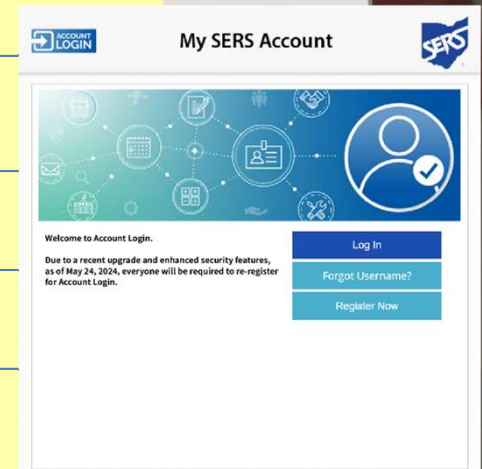 ACCOUNT
LOGIN
My SERS Account
SERS
Welcome to Account Login.
Log In
Due to a recent upgrade and enhanced security features,
as of May 24, 2024, everyone will be required to re-register
for Account Login.
Forgot Username?
Register Now